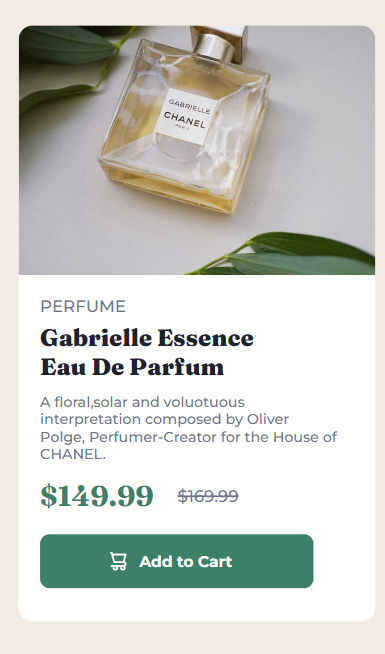 GABRIELLE
CHANEL
PARIS
PERFUME
Gabrielle Essence
Eau De Parfum
A floral,solar and voluotuous
interpretation composed by Oliver
Polge, Perfumer-Creator for the House of
CHANEL.
$149.99 $169.99
Add to Cart